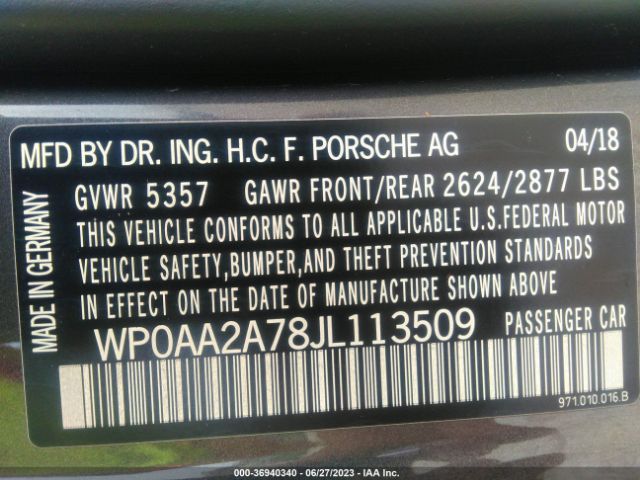 MFD BY DR. ING. H.C. F. PORSCHE AG 04/18
GVWR 5357 GAWR FRONT/REAR 2624/2877 LBS
THIS VEHICLE CONFORMS TO ALL APPLICABLE U.S.FEDERAL MOTOR
VEHICLE SAFETY,BUMPER,AND THEFT PREVENTION STANDARDS
IN EFFECT ON THE DATE OF MANUFACTURE SHOWN ABOVE
WP0AA2A78JL113509 PASSENGER CAR
MADE IN GERMANY
971.010.016.B
000-36940340 - 06/27/2023 - IAA Inc.